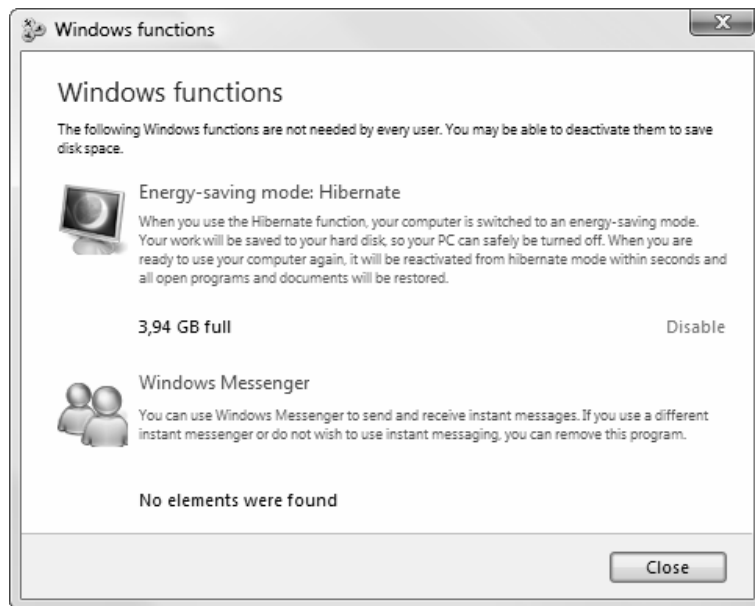 Windows functions
Windows functions
The following Windows functions are not needed by every user. You may be able to deactivate them to save
disk space.
Energy-saving mode: Hibernate
When you use the Hibernate function, your computer is switched to an energy-saving mode.
Your work will be saved to your hard disk, so your PC can safely be turned off. When you are
ready to use your computer again, it will be reactivated from hibernate mode within seconds and
all open programs and documents will be restored.
3,94 GB full
Disable
Windows Messenger
You can use Windows Messenger to send and receive instant messages. If you use a different
instant messenger or do not wish to use instant messaging, you can remove this program.
No elements were found
Close